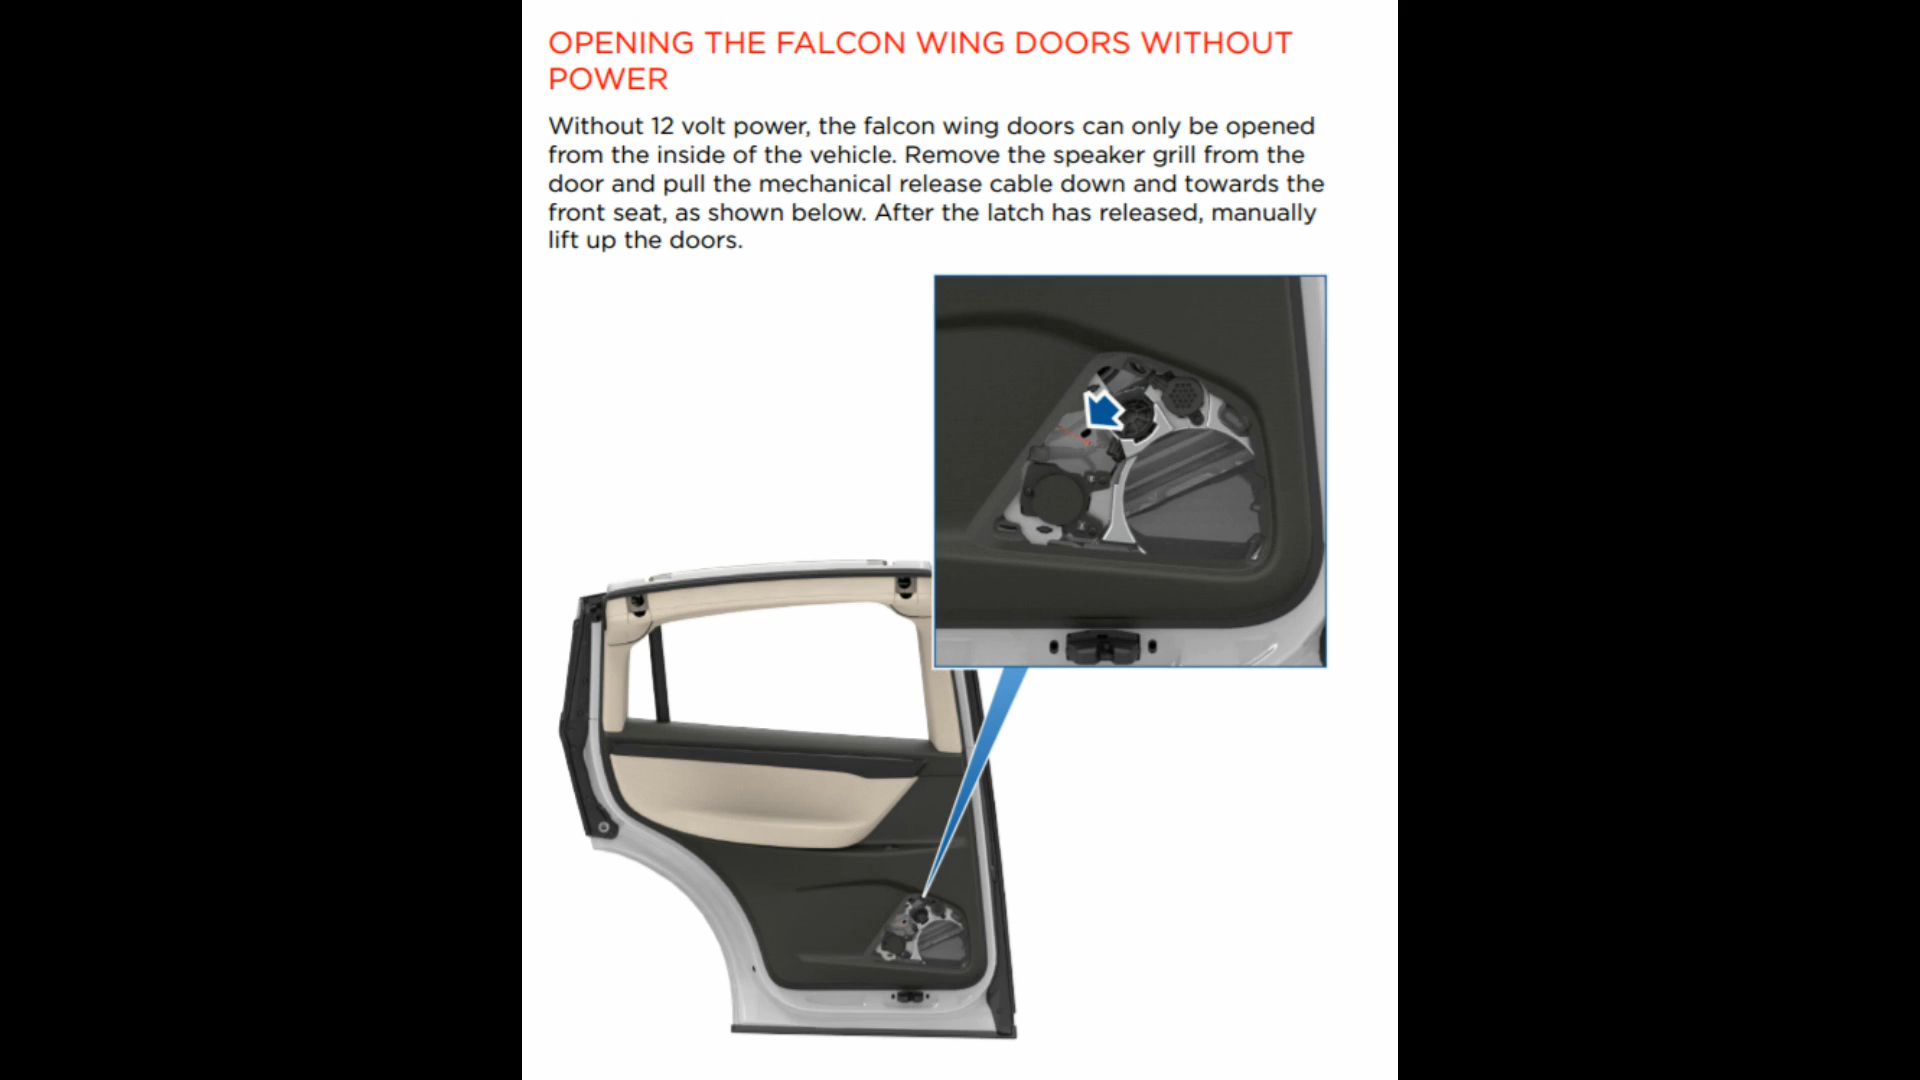 OPENING THE FALCON WING DOORS WITHOUT
POWER
Without 12 volt power, the falcon wing doors can only be opened
from the inside of the vehicle. Remove the speaker grill from the
door and pull the mechanical release cable down and towards the
front seat, as shown below. After the latch has released, manually
lift up the doors.